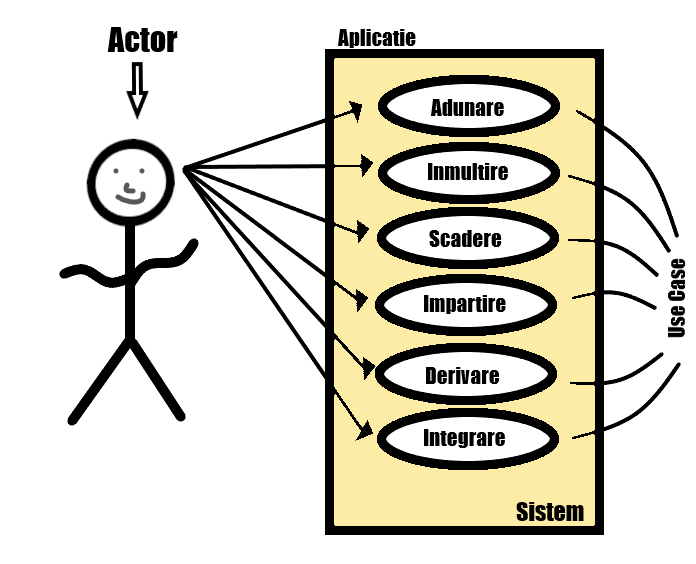 Actor
Aplicatie
Adunare
Inmultire
Scadere
Impartire
Derivare
Integrare
Use Case
Sistem